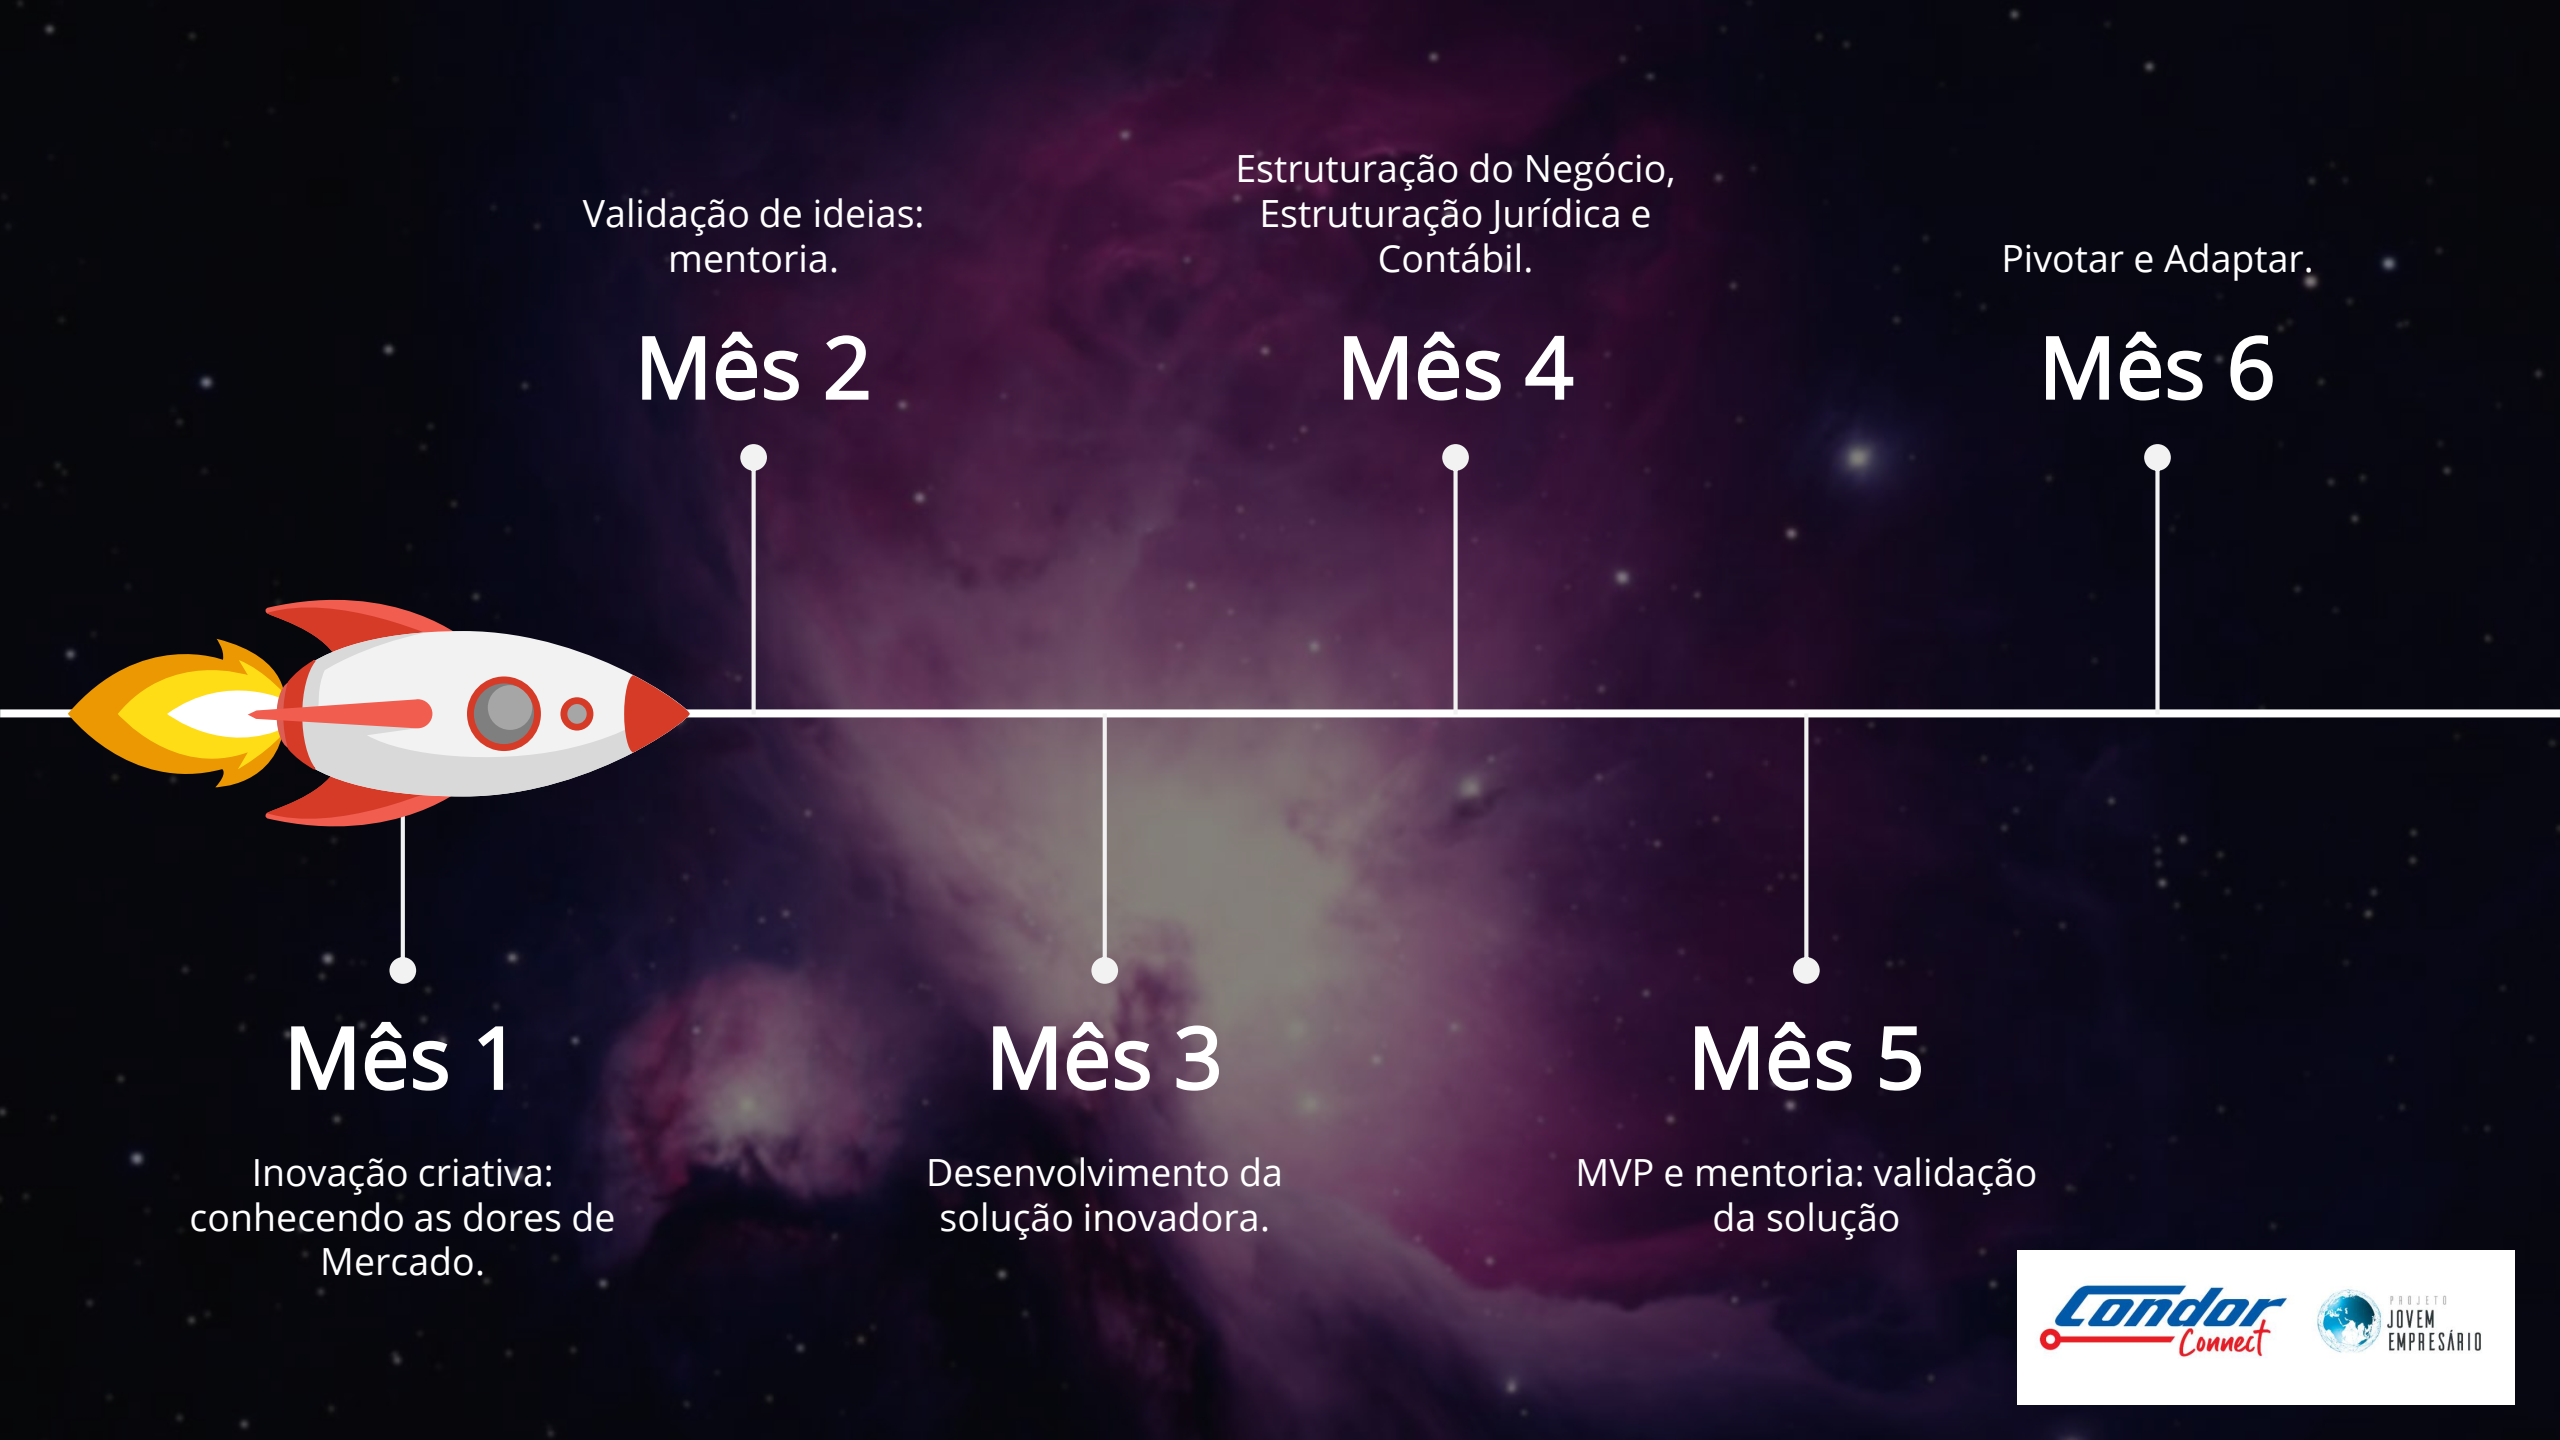 Validação de ideias:
mentoria.
Mês 2
Estruturação do Negócio,
Estruturação Jurídica e
Contábil.
Mês 4
Pivotar e Adaptar.
Mês 6
Mês 1
Inovação criativa:
conhecendo as dores de
Mercado.
Mês 3
Desenvolvimento da
solução inovadora.
Mês 5
MVP e mentoria: validação
da solução
Condor
Connect
PROJETO
JOVEM
EMPRESÁRIO